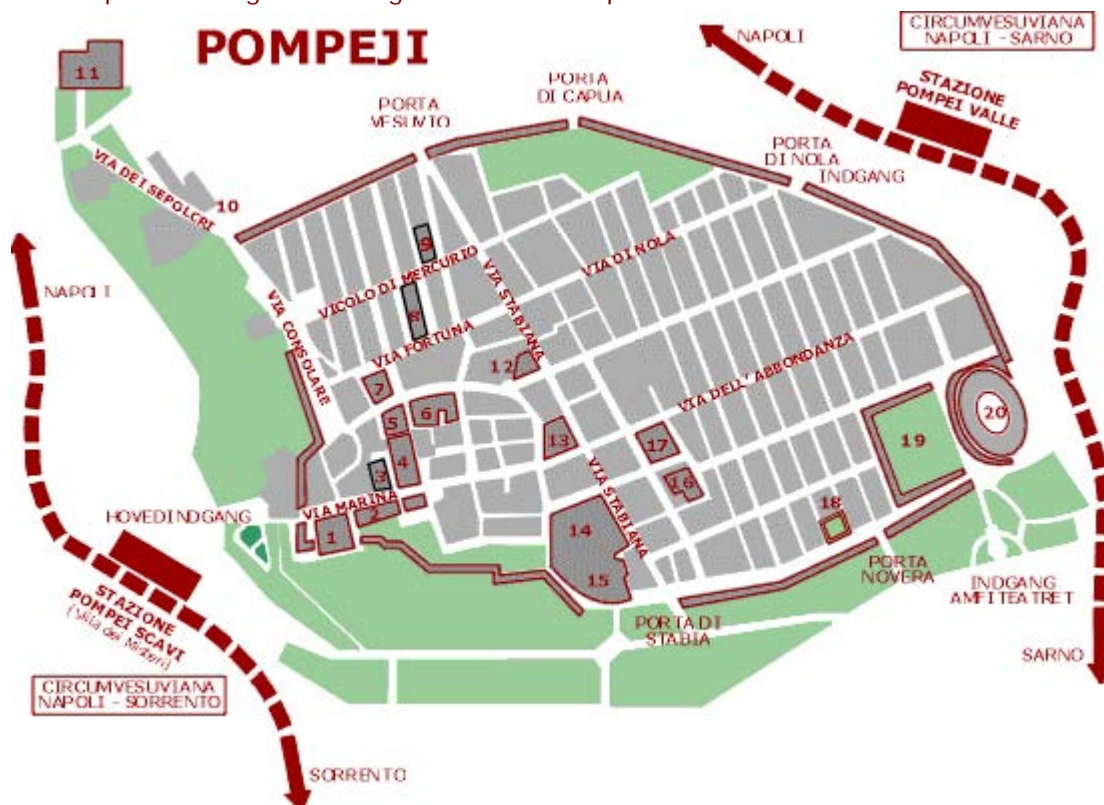 POMPEJI
CIRCUMVESUVIANA
NAPOLI - SARNO
NAPOLI
STAZIONE
POMPEI VALLE
PORTA
DI CAPUA
PORTA
VESUVIO
PORTA
DI NOLA
INDGANG
11
VIA DEI SEPOLCRI
10
9
VICOLO DI MERCURIO
VIA STABIANA
VIA DI NOLA
NAPOLI
8
VIA CONSOLARE
VIA FORTUNA
12
VIA DELL' ABBONDANZA
7
6
5
20
13
17
19
4
3
16
VIA MARINA
2
VIA STABIANA
HOVEDINDGANG
1
14
18
15
PORTA
NOVERA
INDGANG
AMFITEATRET
STAZIONE
POMPEI SCAVI
(Villa dei Misteri)
PORTA DI
STABIA
SARNO
CIRCUMVESUVIANA
NAPOLI - SORRENTO
SORRENTO